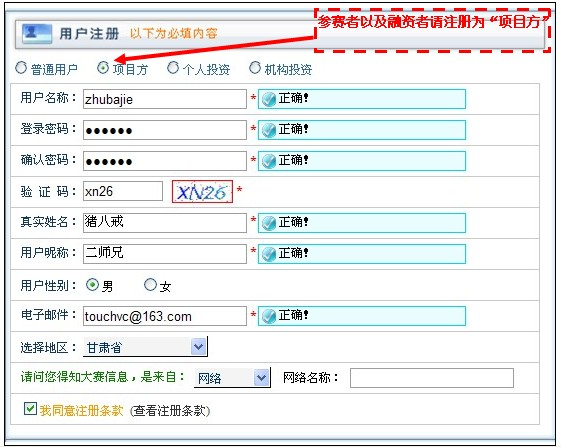 参赛者以及融资者请注册为“项目方”
用户注册 以下为必填内容
普通用户 项目方 个人投资 机构投资
用户名称： zhubajie * 正确！
登录密码： ●●●●●● * 正确！
确认密码： ●●●●●● * 正确！
验 证 码： xn26 XN26 *
真实姓名： 猪八戒 * 正确！
用户昵称： 二师兄 * 正确！
用户性别： 男 女
电子邮件： touchvc@163.com * 正确！
选择地区： 甘肃省
请问您得知大赛信息，是来自： 网络 网络名称：
我同意注册条款 (查看注册条款)